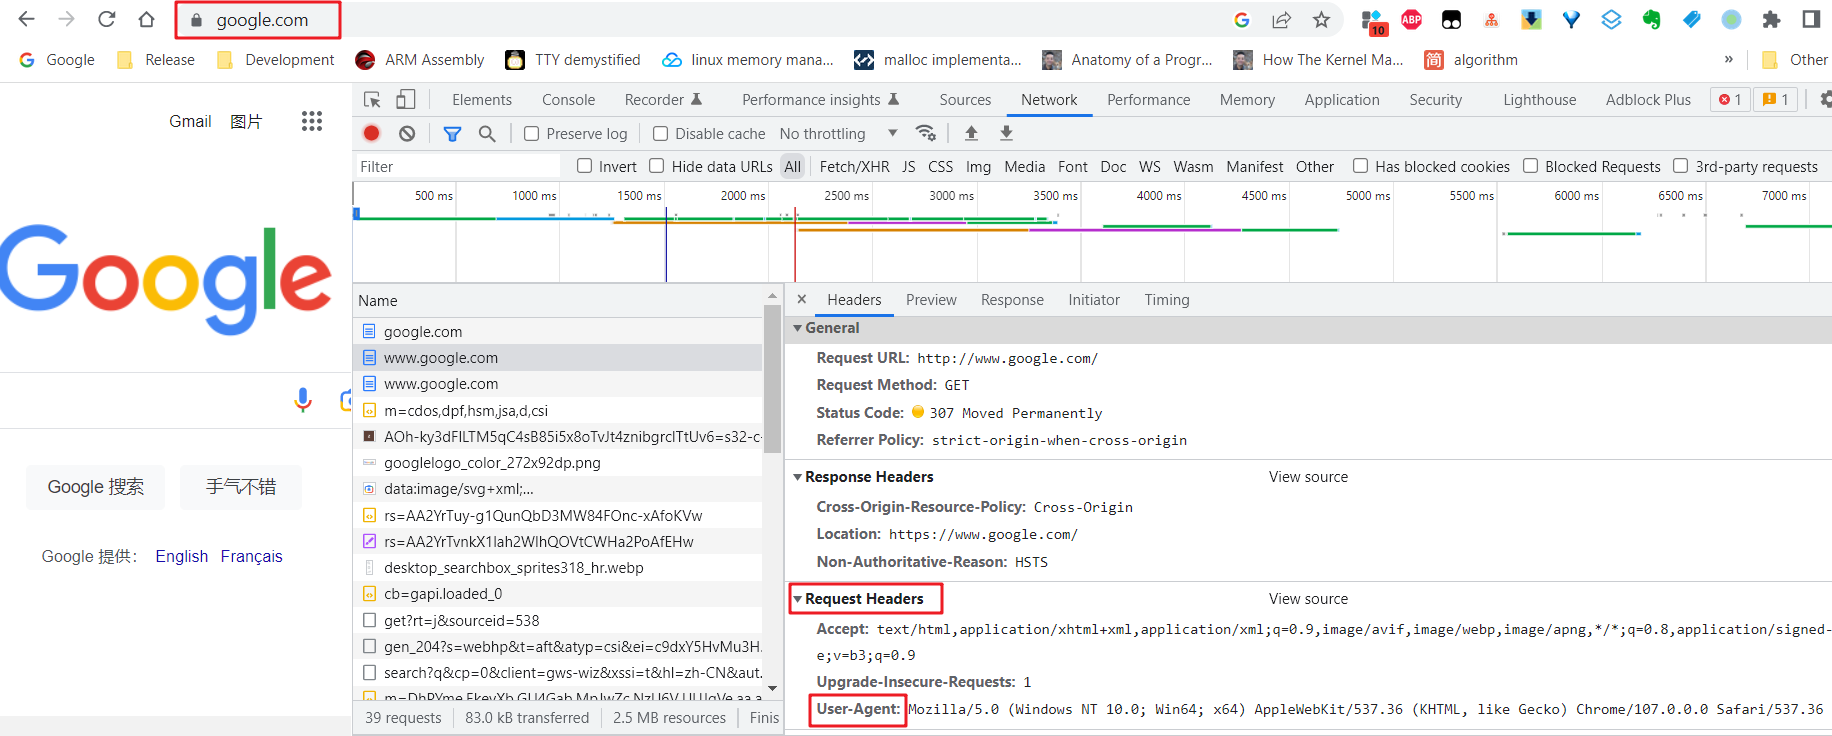 google.com
10
ABP
Google Release Development ARM Assembly TTY demystified linux memory mana... malloc implementa... Anatomy of a Progr... How The Kernel Ma... 简 algorithm » Other
Gmail 图片
Google
Google 搜索 手气不错
Google 提供： English Français
Elements Console Recorder Performance insights Sources Network Performance Memory Application Security Lighthouse Adblock Plus 1 1
Preserve log Disable cache No throttling
Filter Invert Hide data URLs All Fetch/XHR JS CSS Img Media Font Doc WS Wasm Manifest Other Has blocked cookies Blocked Requests 3rd-party requests
500 ms 1000 ms 1500 ms 2000 ms 2500 ms 3000 ms 3500 ms 4000 ms 4500 ms 5000 ms 5500 ms 6000 ms 6500 ms 7000 ms
Name
google.com
www.google.com
www.google.com
m=cdos,dpf,hsm,jsa,d,csi
AOh-ky3dFILTM5qC4sB85i5x8oTvJt4znibgrclTtUv6=s32-c-
googlelogo_color_272x92dp.png
data:image/svg+xml;...
rs=AA2YrTuy-g1QunQbD3MW84FOnc-xAfoKVw
rs=AA2YrTvnkX1Iah2WIhQOVtCWHa2PoAfEHw
desktop_searchbox_sprites318_hr.webp
cb=gapi.loaded_0
get?rt=j&sourceid=538
gen_204?s=webhp&t=aft&atyp=csi&ei=c9dxY5HvMu3H.
search?q&cp=0&client=gws-wiz&xssi=t&hl=zh-CN&aut.
39 requests 83.0 kB transferred 2.5 MB resources Finis
× Headers Preview Response Initiator Timing
General
Request URL: http://www.google.com/
Request Method: GET
Status Code: 307 Moved Permanently
Referrer Policy: strict-origin-when-cross-origin
Response Headers View source
Cross-Origin-Resource-Policy: Cross-Origin
Location: https://www.google.com/
Non-Authoritative-Reason: HSTS
Request Headers View source
Accept: text/html,application/xhtml+xml,application/xml;q=0.9,image/avif,image/webp,image/apng,*/*;q=0.8,application/signed-
e;v=b3;q=0.9
Upgrade-Insecure-Requests: 1
User-Agent: Mozilla/5.0 (Windows NT 10.0; Win64; x64) AppleWebKit/537.36 (KHTML, like Gecko) Chrome/107.0.0.0 Safari/537.36